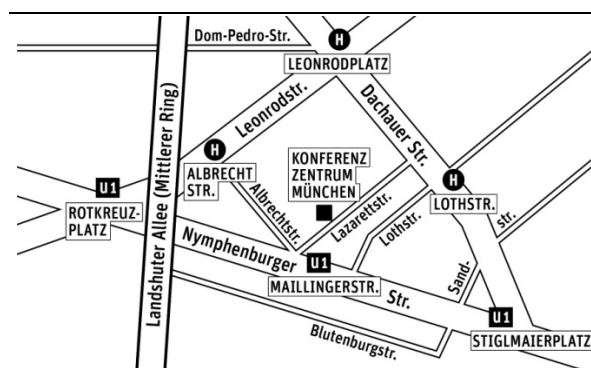 Dom-Pedro-Str.
H
LEONRODPLATZ
Leonrodstr.
Dachauer Str.
Landshuter Allee (Mittlerer Ring)
H
ALBRECHT
STR.
KONFERENZ
ZENTRUM
MÜNCHEN
H
LOTHSTR.
U1
ROTKREUZ-
PLATZ
Albrechtstr.
Lazarettstr.
Lothstr.
Sand-
str.
Nymphenburger
Str.
U1
MAILLINGERSTR.
U1
STIGLMAIERPLATZ
Blutenburgstr.